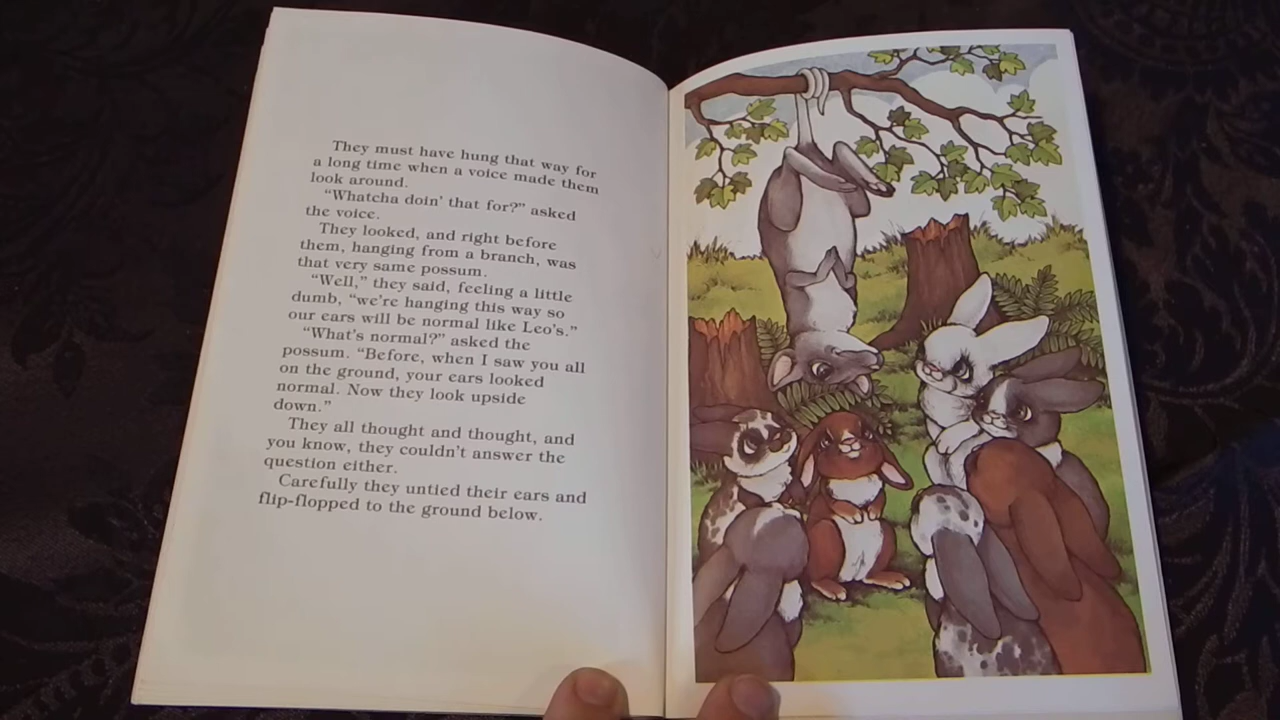 They must have hung that way for
a long time when a voice made them
look around.
“Whatcha doin’ that for?” asked
the voice.
They looked, and right before
them, hanging from a branch, was
that very same possum.
“Well,” they said, feeling a little
dumb, “we’re hanging this way so
our ears will be normal like Leo’s.”
“What’s normal?” asked the
possum. “Before, when I saw you all
on the ground, your ears looked
normal. Now they look upside
down.”
They all thought and thought, and
you know, they couldn’t answer the
question either.
Carefully they untied their ears and
flip-flopped to the ground below.